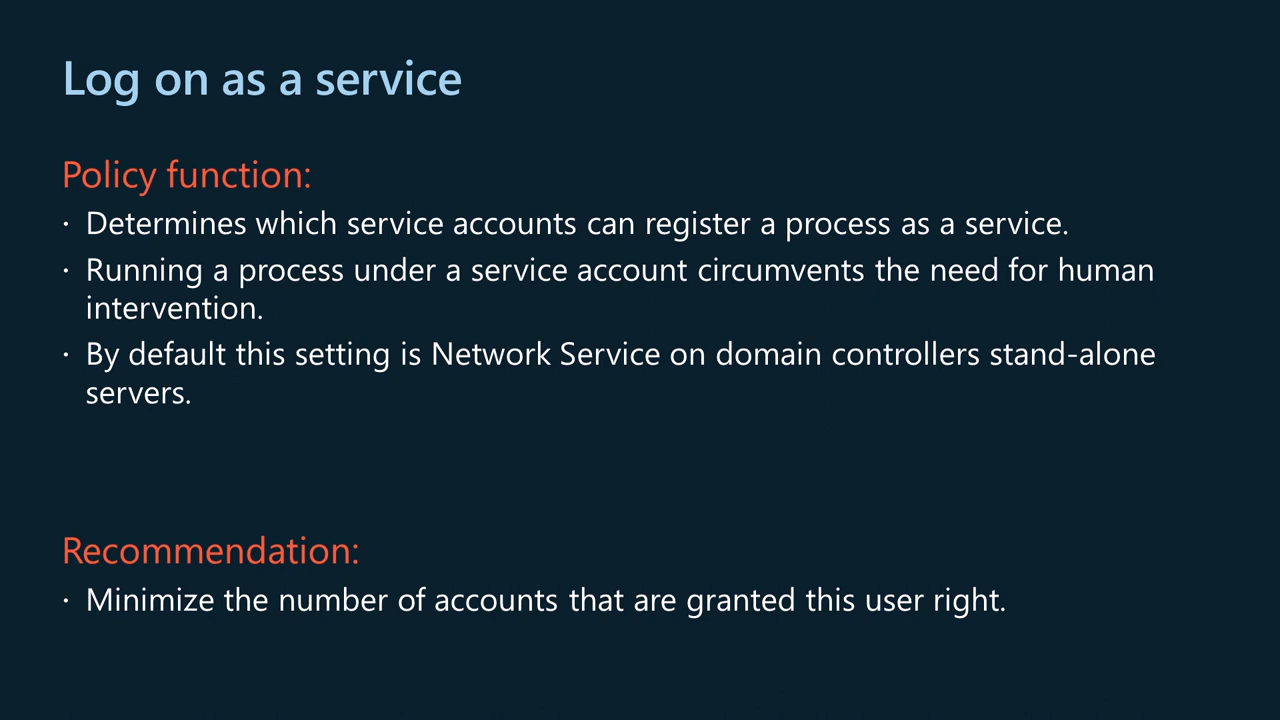 Log on as a service
Policy function:
· Determines which service accounts can register a process as a service.
· Running a process under a service account circumvents the need for human
intervention.
· By default this setting is Network Service on domain controllers stand-alone
servers.
Recommendation:
· Minimize the number of accounts that are granted this user right.